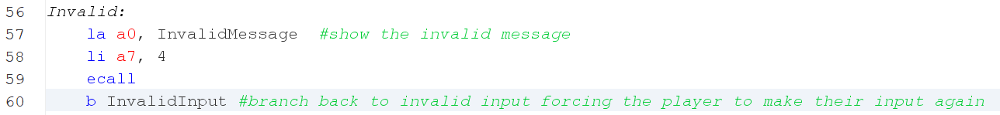 56 Invalid:
57 la a0, InvalidMessage #show the invalid message
58 li a7, 4
59 ecall
60 b InvalidInput #branch back to invalid input forcing the player to make their input again